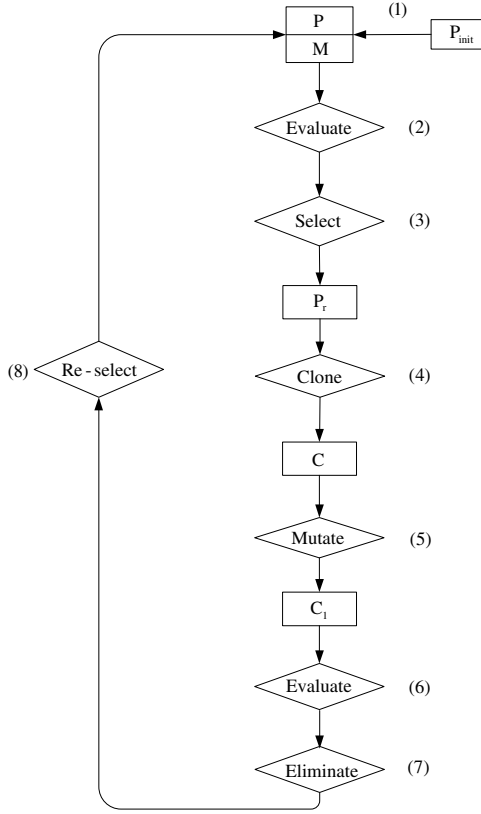 (1)
P
P_init
M
Evaluate
(2)
Select
(3)
P_r
(8)
Re - select
Clone
(4)
C
Mutate
(5)
C_1
Evaluate
(6)
Eliminate
(7)